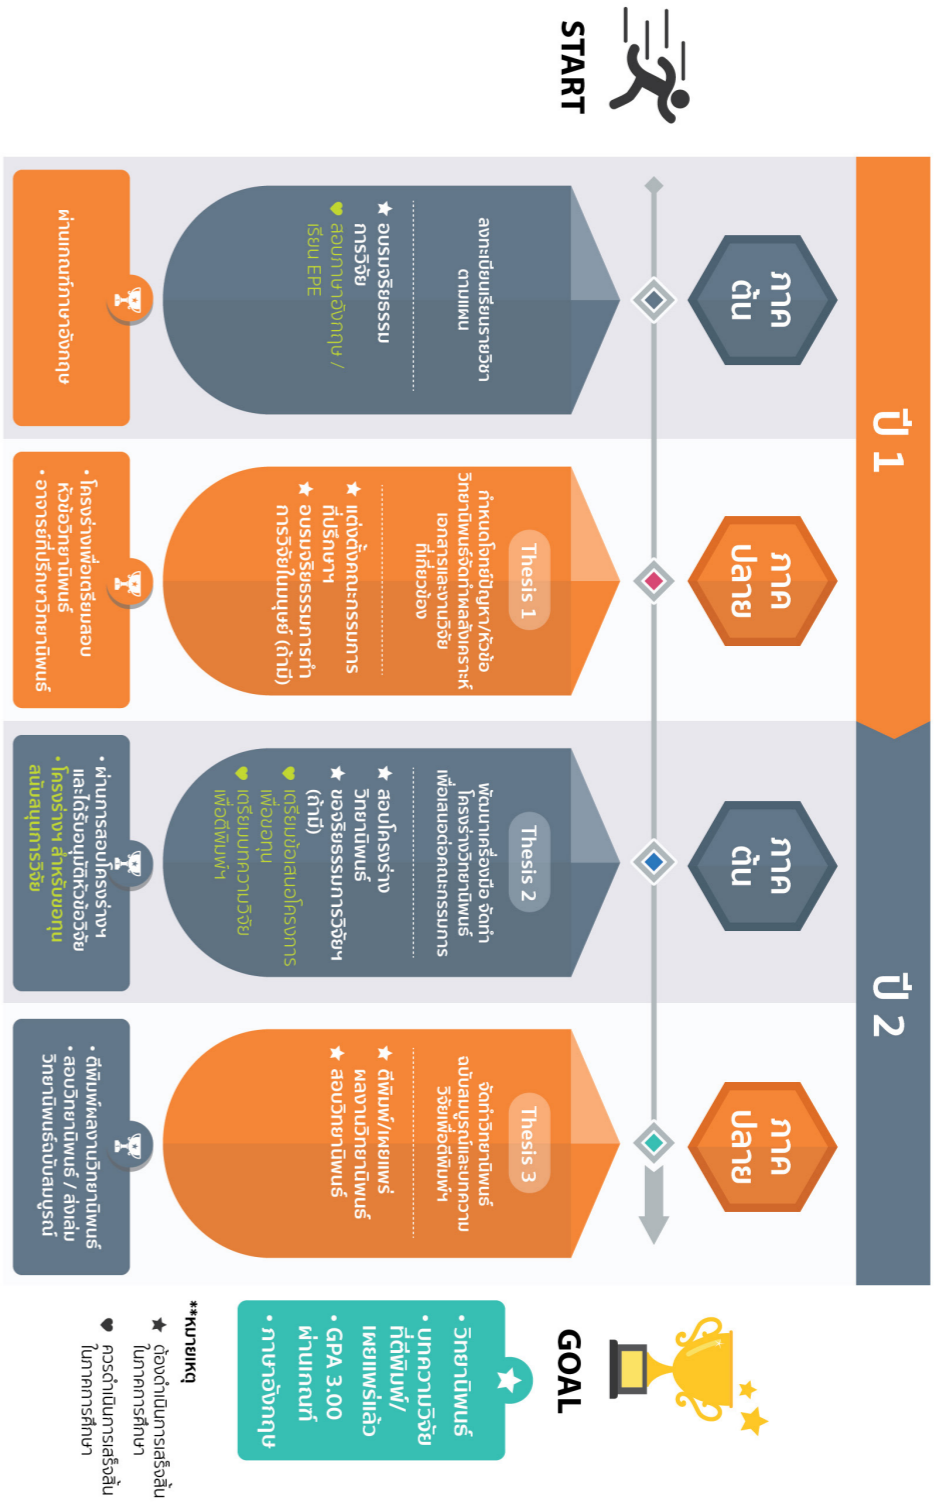 START
ปี 1
ปี 2
ภาค
ต้น
ลงทะเบียนเรียนรายวิชา
ตามแผน
★ อบรมจริยธรรม
การวิจัย
♥ สอบภาษาอังกฤษ /
เรียน EPE
ผ่านเกณฑ์ภาษาอังกฤษ
ภาค
ปลาย
Thesis 1
กำหนดโจทย์ปัญหา/หัวข้อ
วิทยานิพนธ์จัดทำผลสังเคราะห์
เอกสารและงานวิจัย
ที่เกี่ยวข้อง
★ แต่งตั้งคณะกรรมการ
ที่ปรึกษาฯ
★ อบรมจริยธรรมการทำ
การวิจัยในมนุษย์ (ถ้ามี)
• โครงร่างเพื่อเตรียมสอบ
หัวข้อวิทยานิพนธ์
• อาจารย์ที่ปรึกษาวิทยานิพนธ์
ภาค
ต้น
Thesis 2
พัฒนาเครื่องมือ จัดทำ
โครงร่างวิทยานิพนธ์
เพื่อเสนอต่อคณะกรรมการ
★ สอบโครงร่าง
วิทยานิพนธ์
★ ขอจริยธรรมการวิจัยฯ
(ถ้ามี)
♥ เตรียมข้อเสนอโครงการ
เพื่อขอทุน
♥ เตรียมบทความวิจัย
เพื่อตีพิมพ์ฯ
• ผ่านการสอบโครงร่างฯ
และได้รับอนุมัติหัวข้อวิจัย
• โครงร่างฯ สำหรับขอทุน
สนับสนุนการวิจัย
ภาค
ปลาย
Thesis 3
จัดทำวิทยานิพนธ์
ฉบับสมบูรณ์และบทความ
วิจัยเพื่อตีพิมพ์ฯ
★ ตีพิมพ์/เผยแพร่
ผลงานวิทยานิพนธ์
★ สอบวิทยานิพนธ์
• ตีพิมพ์ผลงานวิทยานิพนธ์
• สอบวิทยานิพนธ์ / ส่งเล่ม
วิทยานิพนธ์ฉบับสมบูรณ์
GOAL
• วิทยานิพนธ์
• บทความวิจัย
ที่ตีพิมพ์/
เผยแพร่แล้ว
• GPA 3.00
ผ่านเกณฑ์
• ภาษาอังกฤษ
**หมายเหตุ
★ ต้องดำเนินการเสร็จสิ้น
ในภาคการศึกษา
♥ ควรดำเนินการเสร็จสิ้น
ในภาคการศึกษา